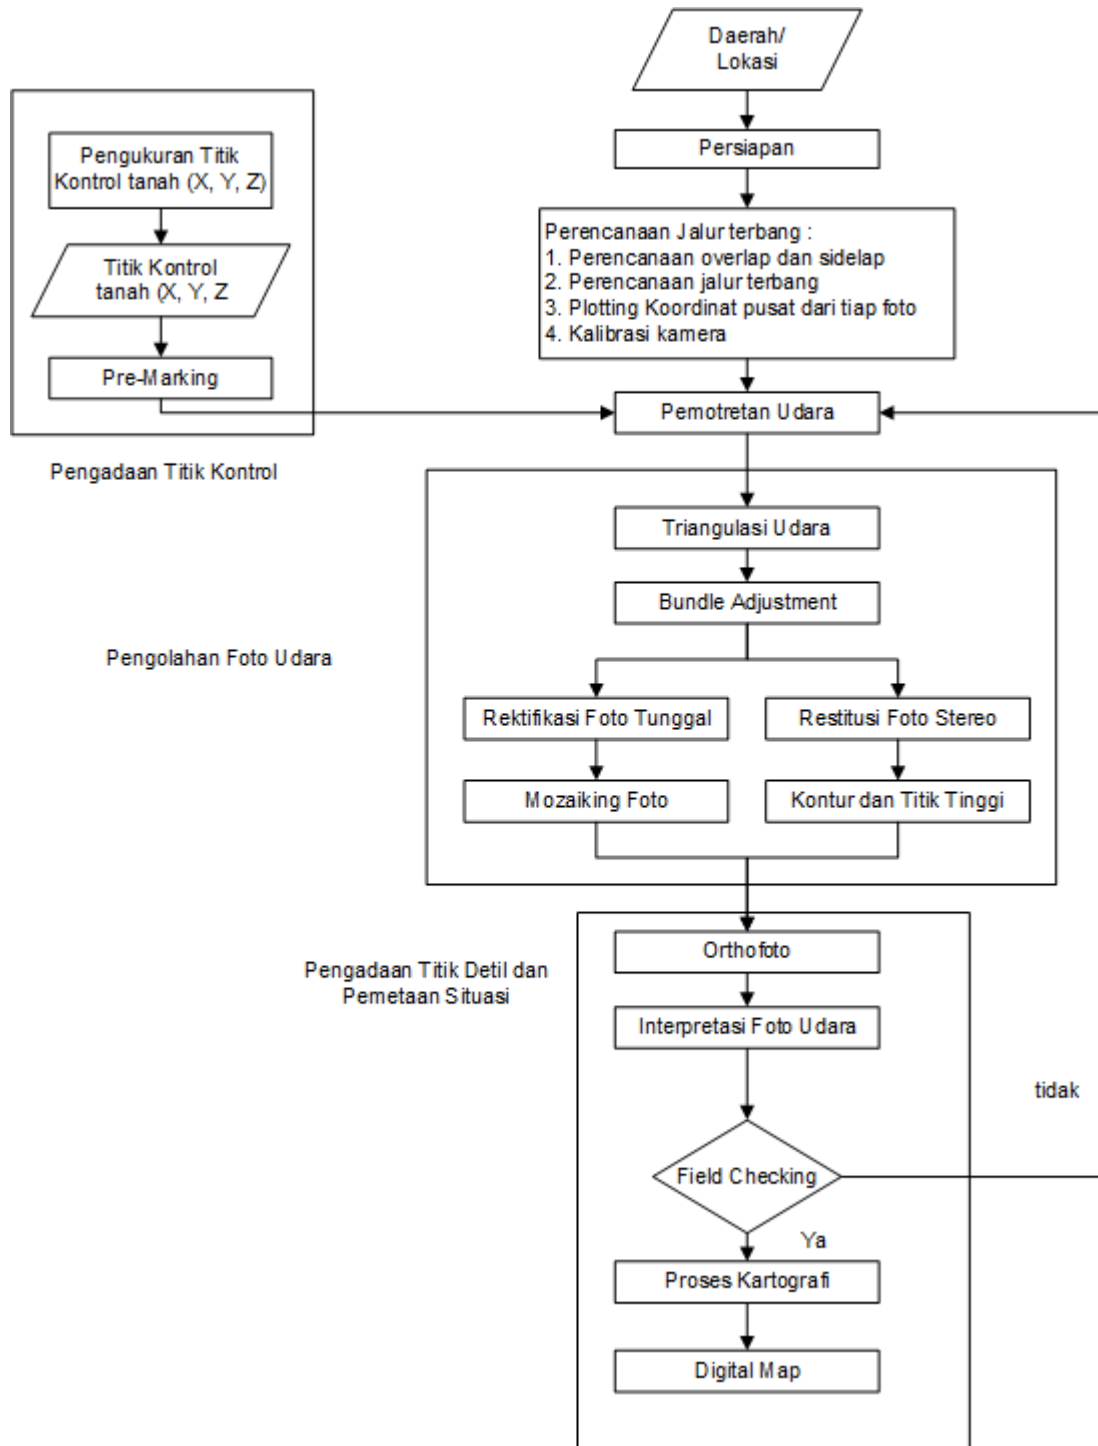 Daerah/
Lokasi
Persiapan
Perencanaan Jalur terbang :
1. Perencanaan overlap dan sidelap
2. Perencanaan jalur terbang
3. Plotting Koordinat pusat dari tiap foto
4. Kalibrasi kamera
Pengukuran Titik
Kontrol tanah (X, Y, Z)
Titik Kontrol
tanah (X, Y, Z
Pre-Marking
Pengadaan Titik Kontrol
Pemotretan Udara
Triangulasi Udara
Bundle Adjustment
Pengolahan Foto Udara
Rektifikasi Foto Tunggal
Restitusi Foto Stereo
Mozaiking Foto
Kontur dan Titik Tinggi
Pengadaan Titik Detil dan
Pemetaan Situasi
Orthofoto
Interpretasi Foto Udara
tidak
Field Checking
Ya
Proses Kartografi
Digital Map